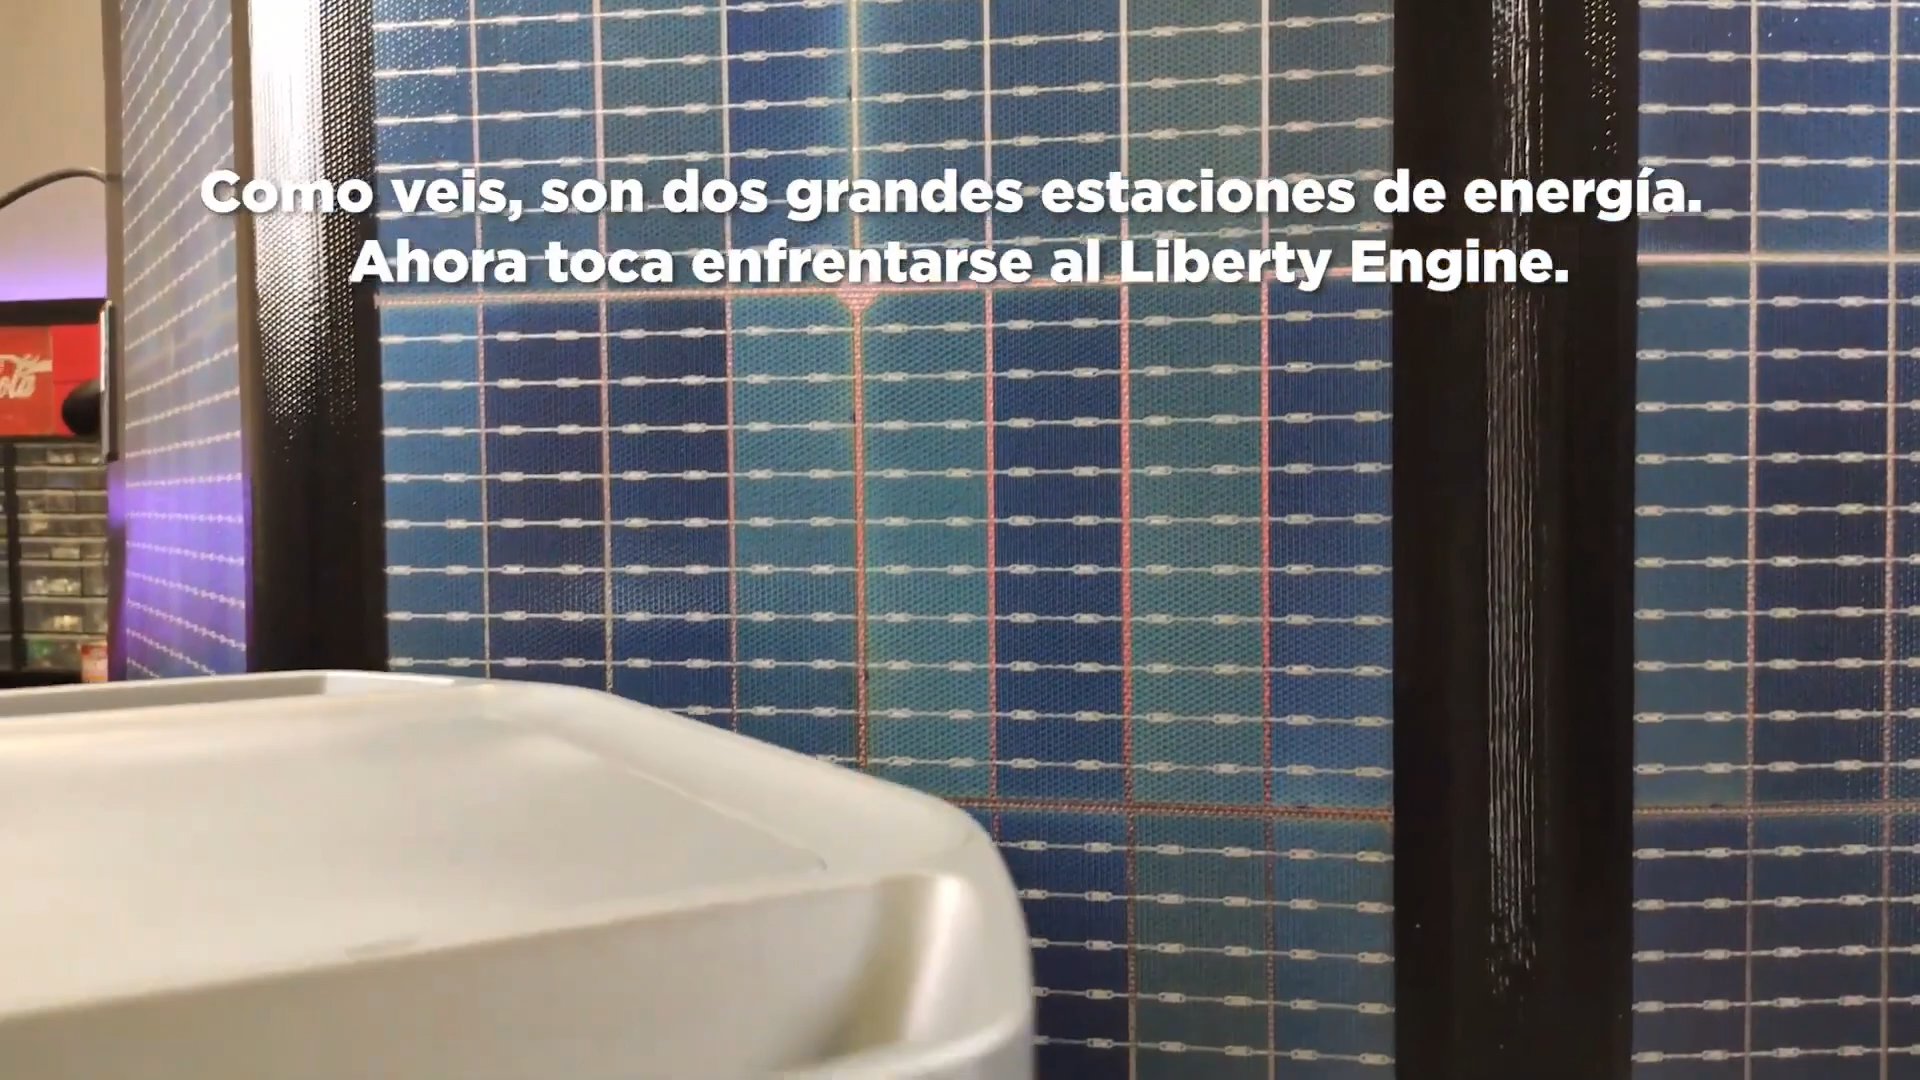 Como veis, son dos grandes estaciones de energía.
Ahora toca enfrentarse al Liberty Engine.